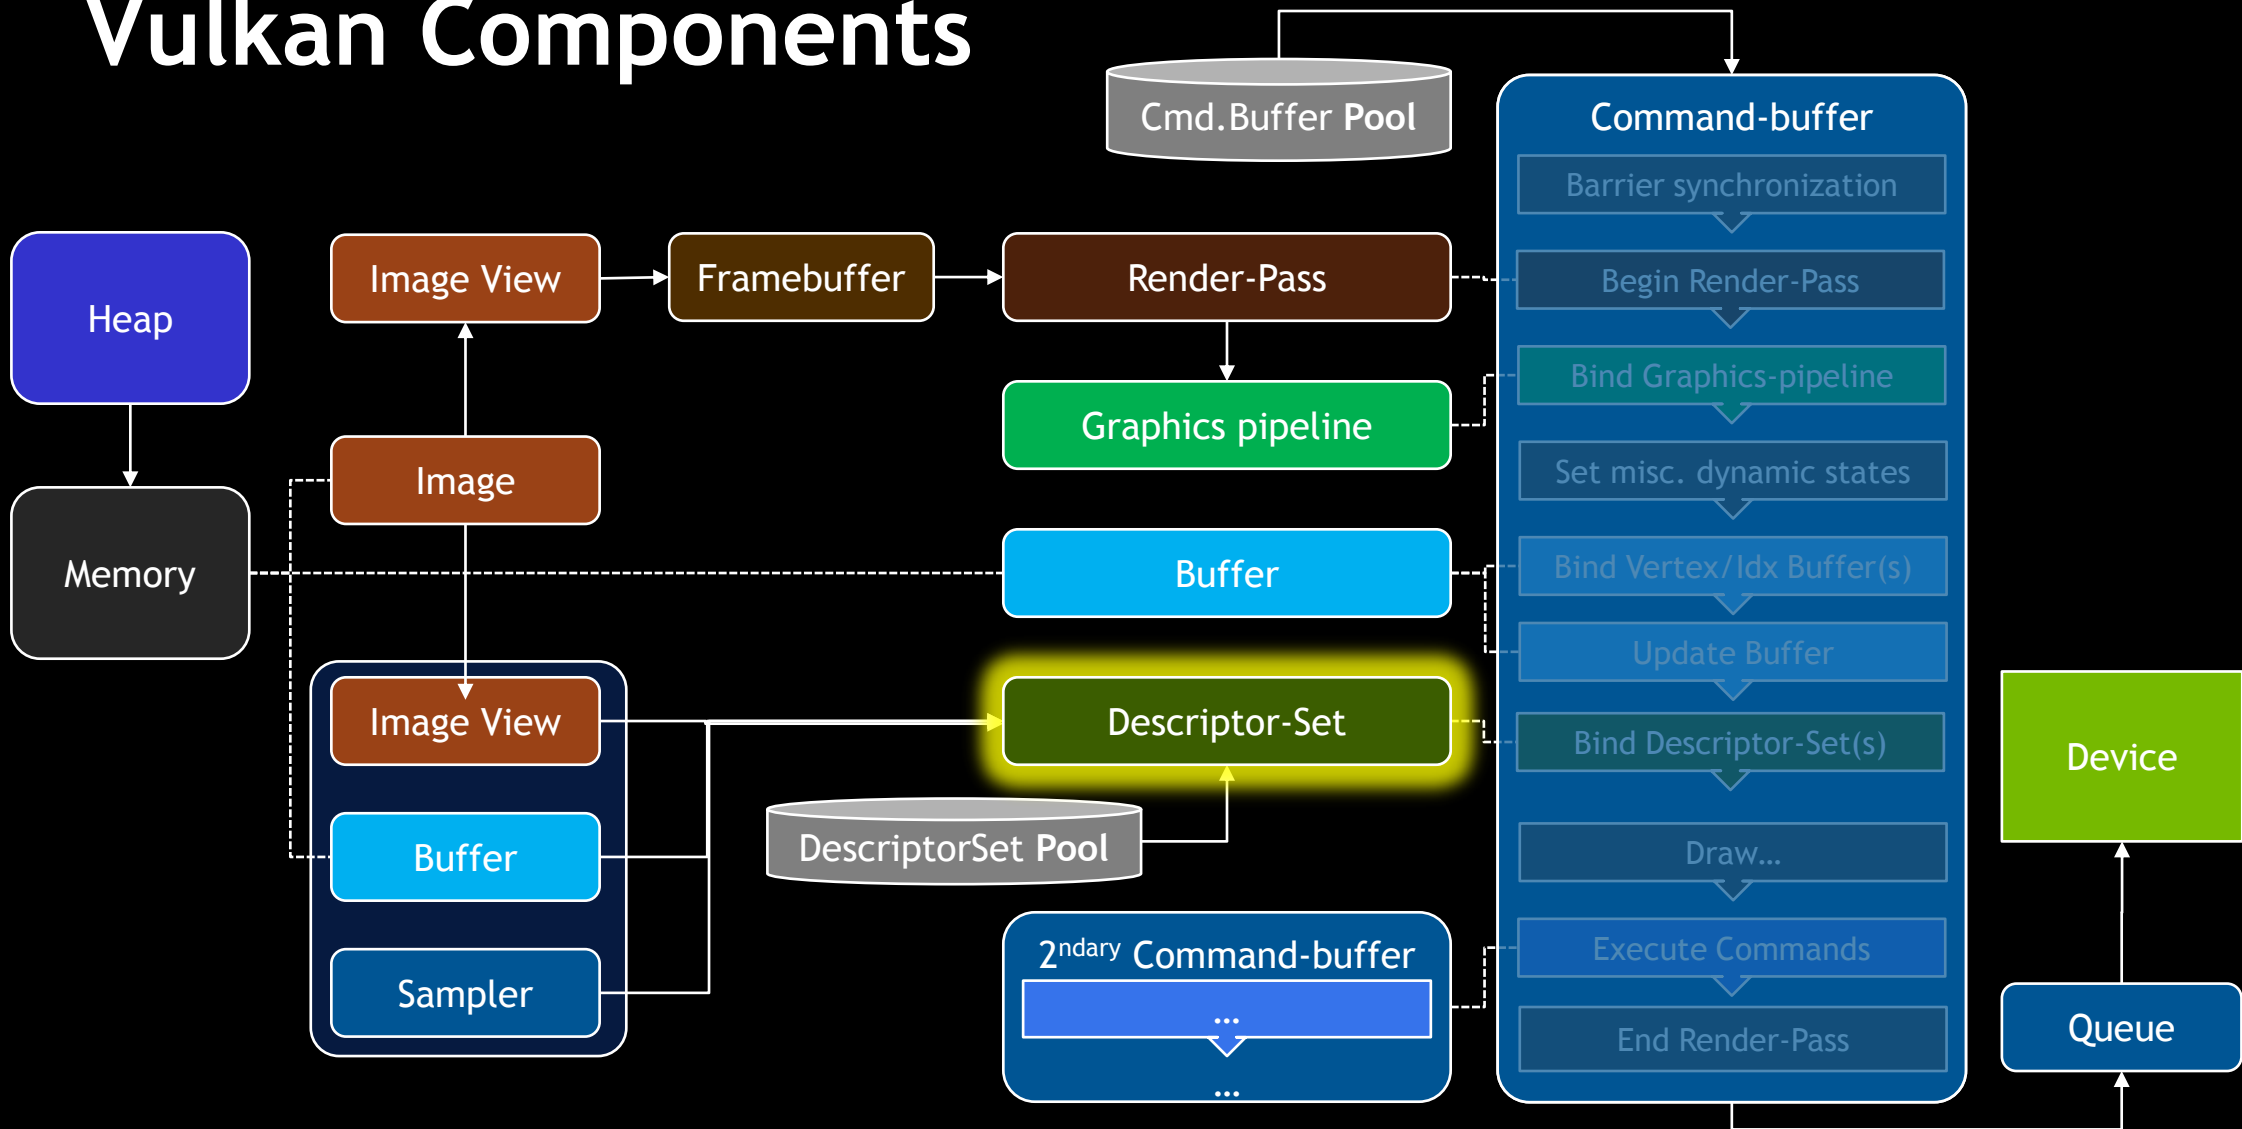 Vulkan Components
Cmd.Buffer Pool
Command-buffer
Barrier synchronization
Begin Render-Pass
Bind Graphics-pipeline
Set misc. dynamic states
Bind Vertex/Idx Buffer(s)
Update Buffer
Bind Descriptor-Set(s)
Draw…
Execute Commands
End Render-Pass
Heap
Memory
Image View
Framebuffer
Render-Pass
Graphics pipeline
Image
Buffer
Image View
Buffer
Sampler
Descriptor-Set
DescriptorSet Pool
2ndary Command-buffer
…
…
Device
Queue